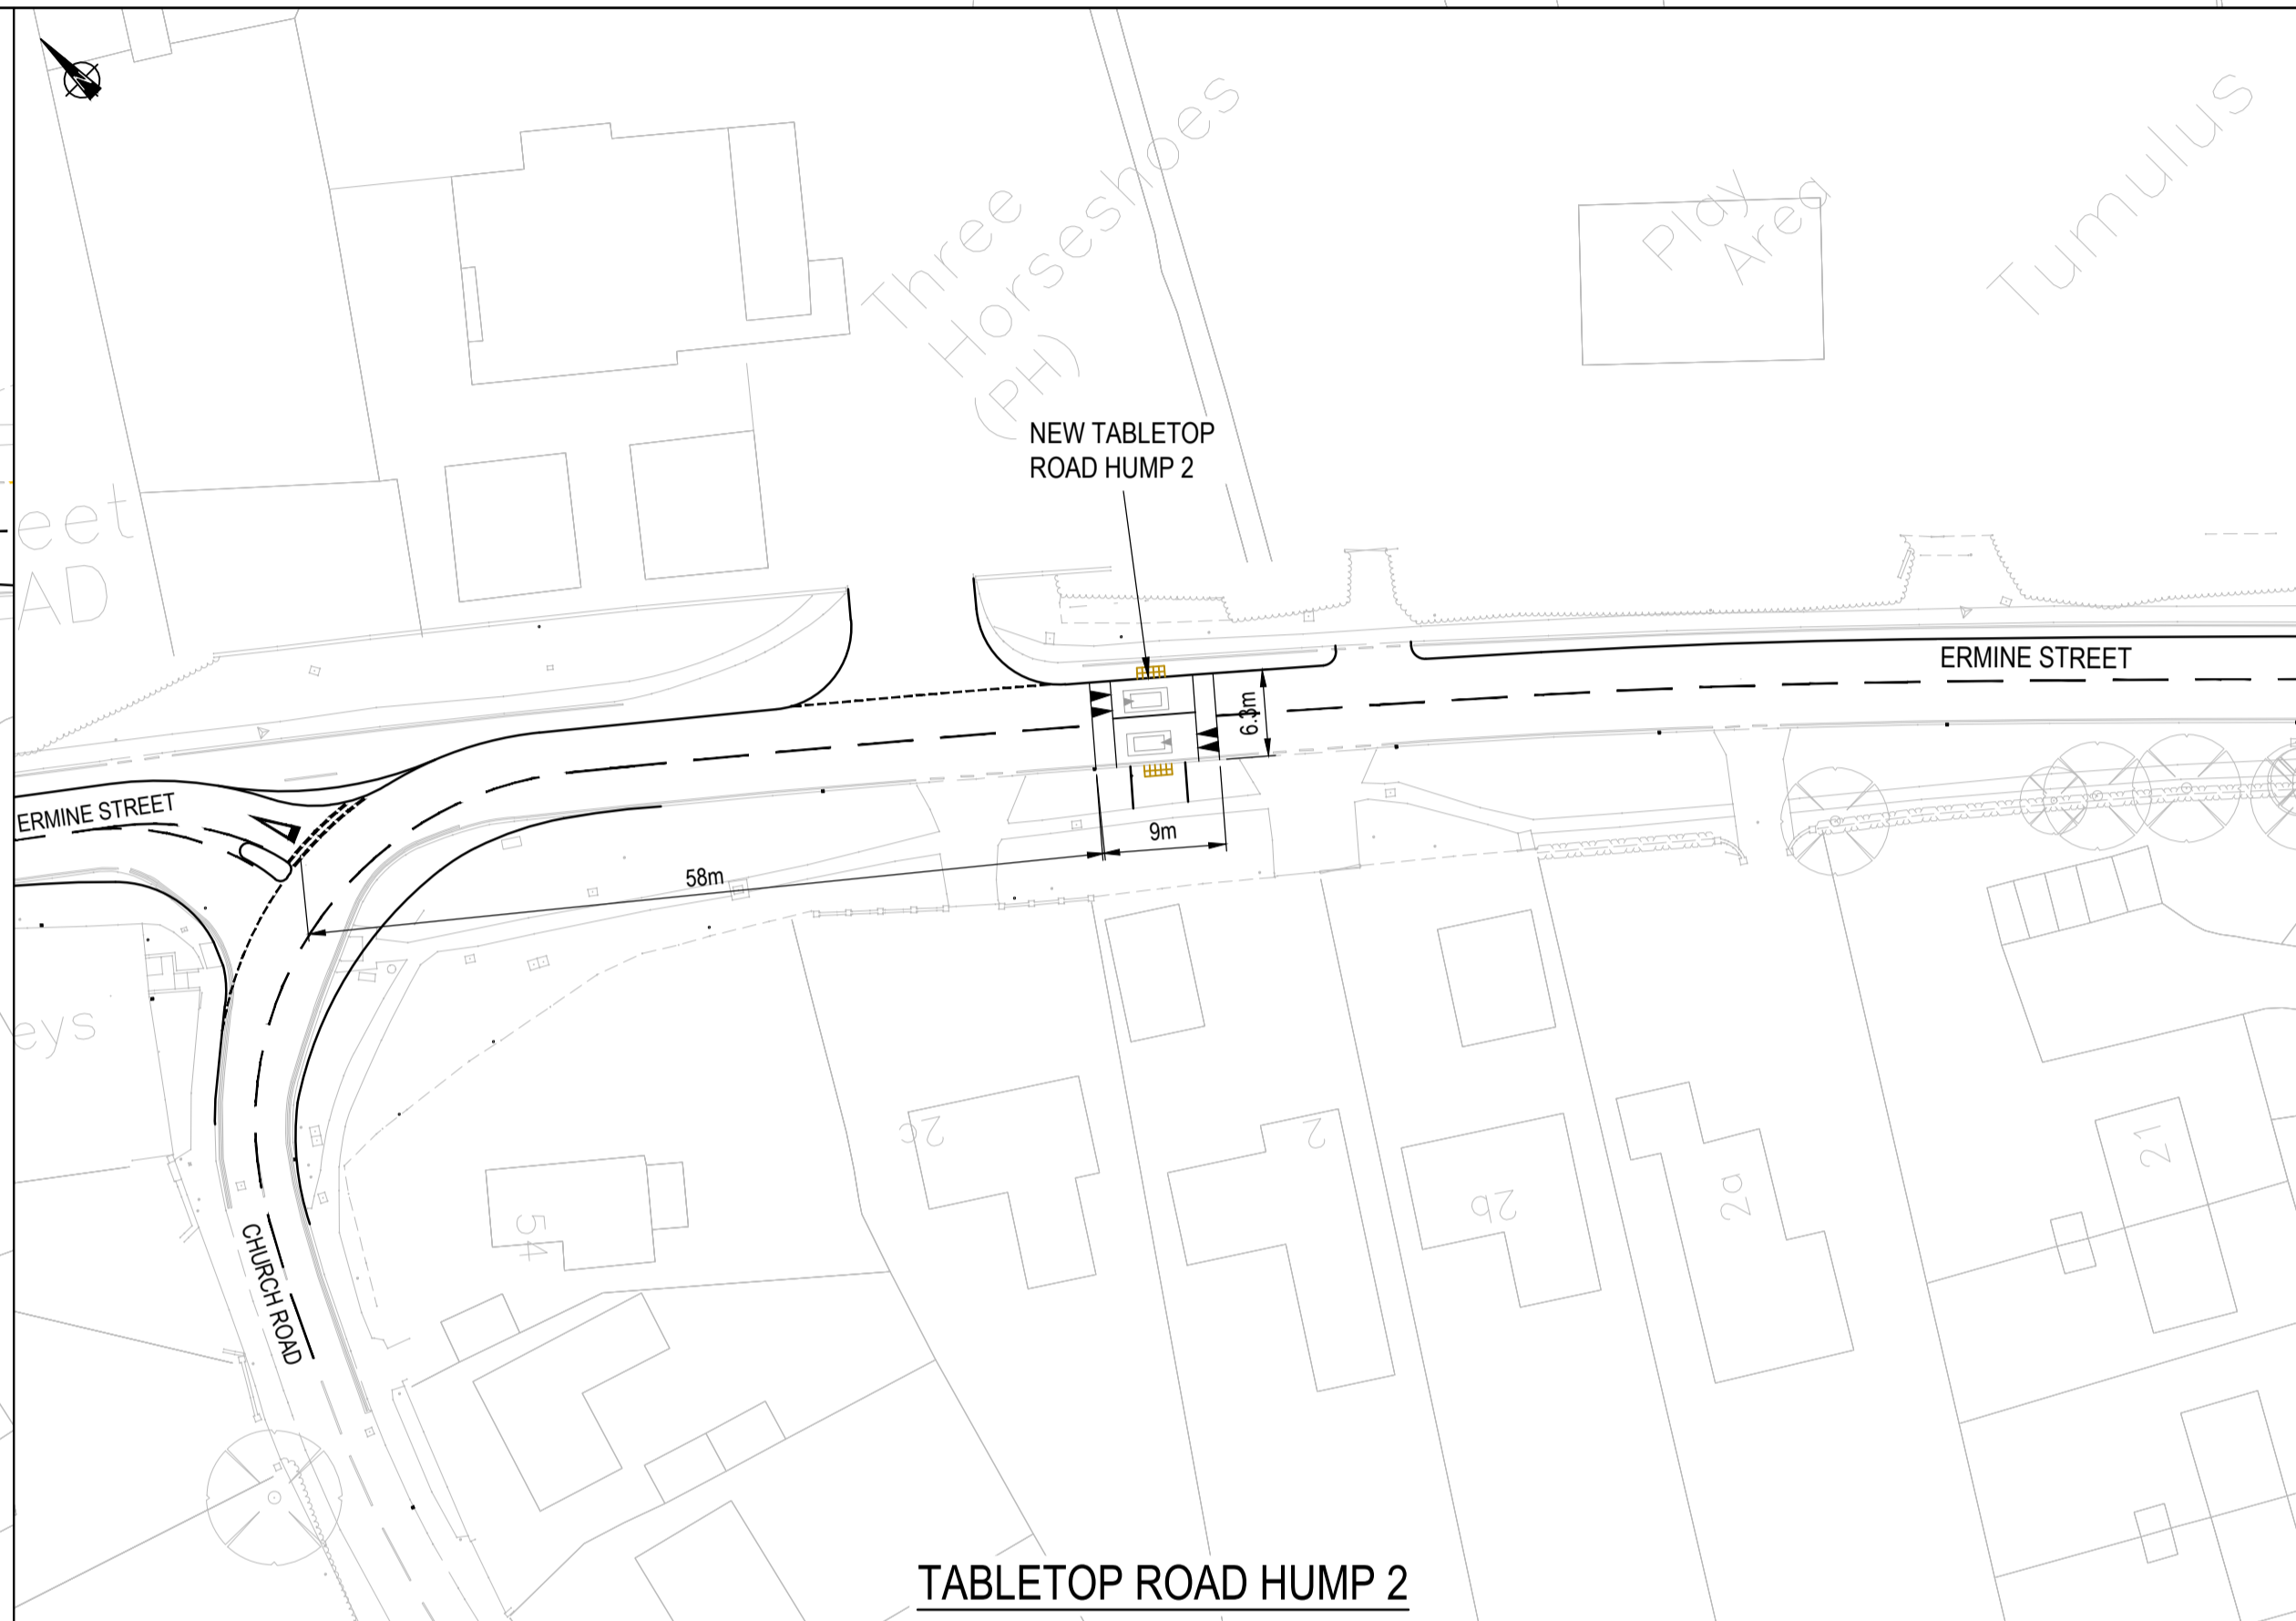 Three
Horseshoes
(PH)
Play
Area
Tumulus
NEW TABLETOP
ROAD HUMP 2
eet
AD
ERMINE STREET
6.3m
ERMINE STREET
9m
58m
eys
CHURCH ROAD
54
2c
2
2b
2a
21
TABLETOP ROAD HUMP 2